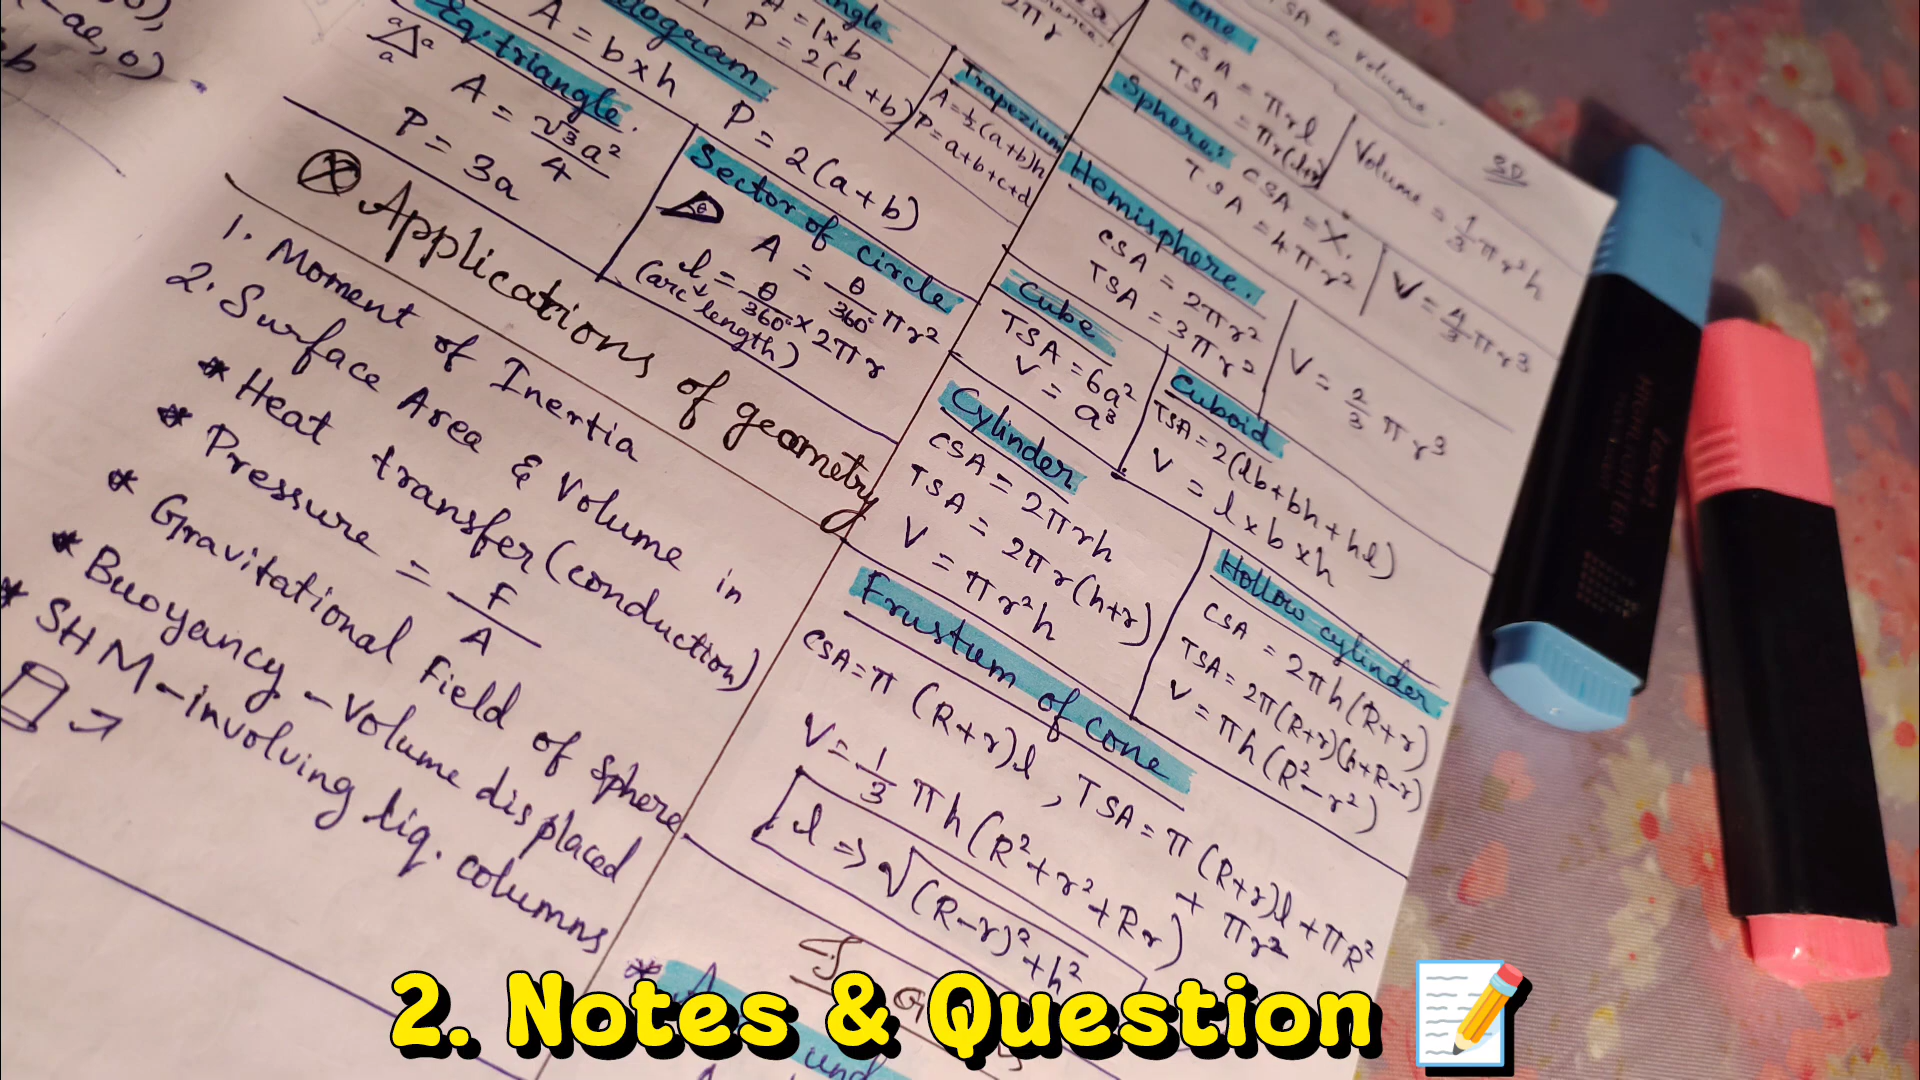 -ae, 0)
Eq. triangle.
A = √3a²/4
P = 3a
A = b×h
P = 2(a+b)
A = l×b
P = 2(l+b)
2πr
Trapezium
A = ½(a+b)h
P = a+b+c+d
Sector of circle
θ
A = θ/360° πr²
l = θ/360° × 2πr
(arc length)
Applications of geometry
1. Moment of Inertia
2. Surface Area & Volume in
* Heat transfer (conduction)
* Pressure = F/A
* Gravitational Field of sphere
* Buoyancy - Volume displaced
* SHM - involving liq. columns
TSA & volume.
3D
CSA = πrl
TSA = πr(l+r)
Volume = 1/3 πr²h
Sphere: CSA = X.
TSA = 4πr²
V = 4/3 πr³
Hemisphere.
CSA = 2πr²
TSA = 3πr²
V = 2/3 πr³
Cube
TSA = 6a²
V = a³
Cuboid
TSA = 2(lb+bh+hl)
V = l×b×h
Cylinder
CSA = 2πrh
TSA = 2πr(h+r)
V = πr²h
Hollow cylinder
CSA = 2πh(R+r)
TSA = 2π(R+r)(h+R-r)
V = πh(R²-r²)
Frustum of cone
CSA = π(R+r)l, TSA = π(R+r)l + πR²
+ πr²
V = 1/3 πh(R²+r²+Rr)
l => √(R-r)²+h²
2. Notes & Question